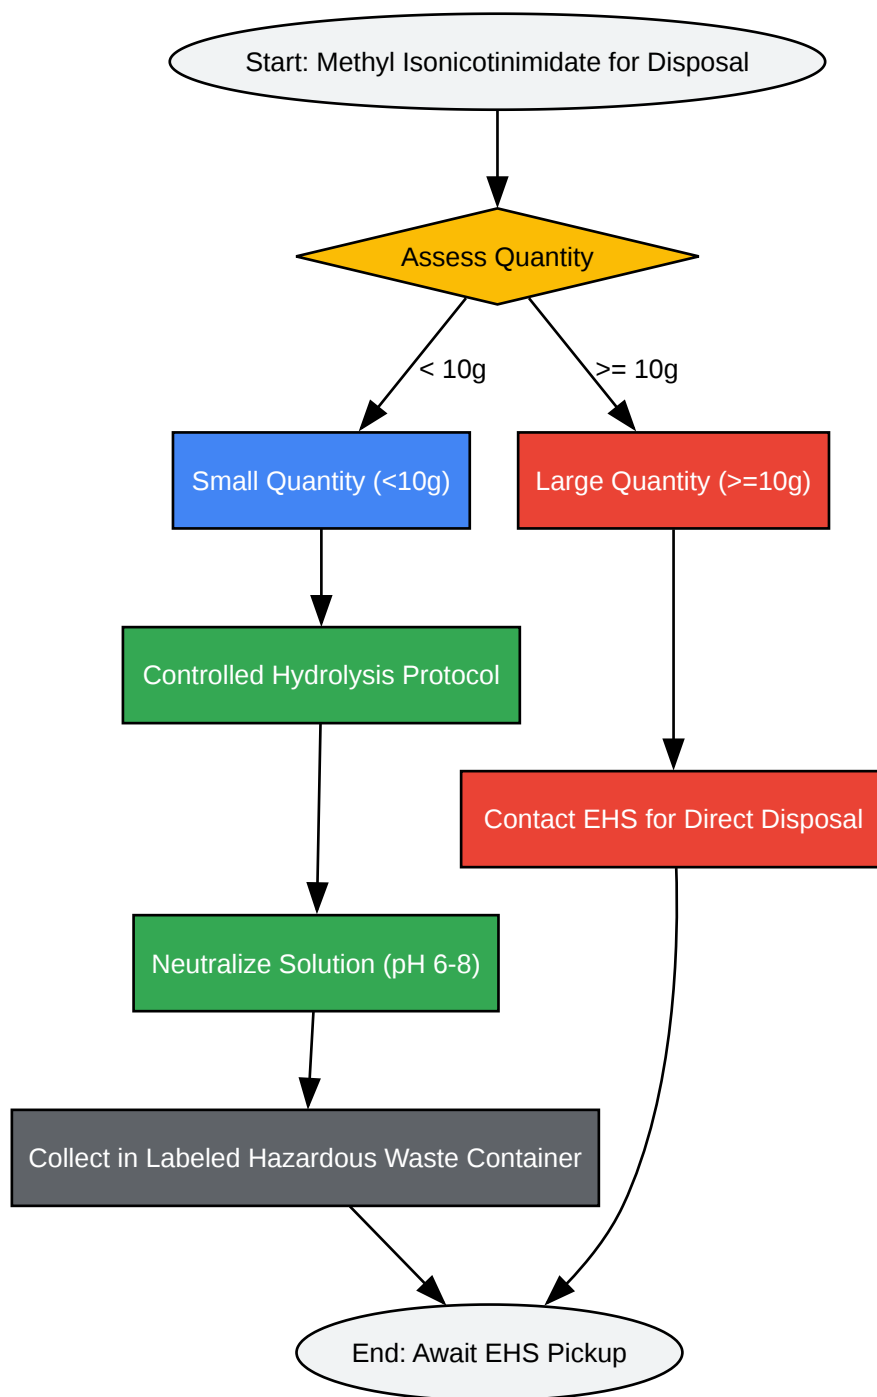 Start: Methyl Isonicotinimidate for Disposal
Assess Quantity
< 10g
>= 10g
Small Quantity (<10g)
Large Quantity (>=10g)
Controlled Hydrolysis Protocol
Contact EHS for Direct Disposal
Neutralize Solution (pH 6-8)
Collect in Labeled Hazardous Waste Container
End: Await EHS Pickup